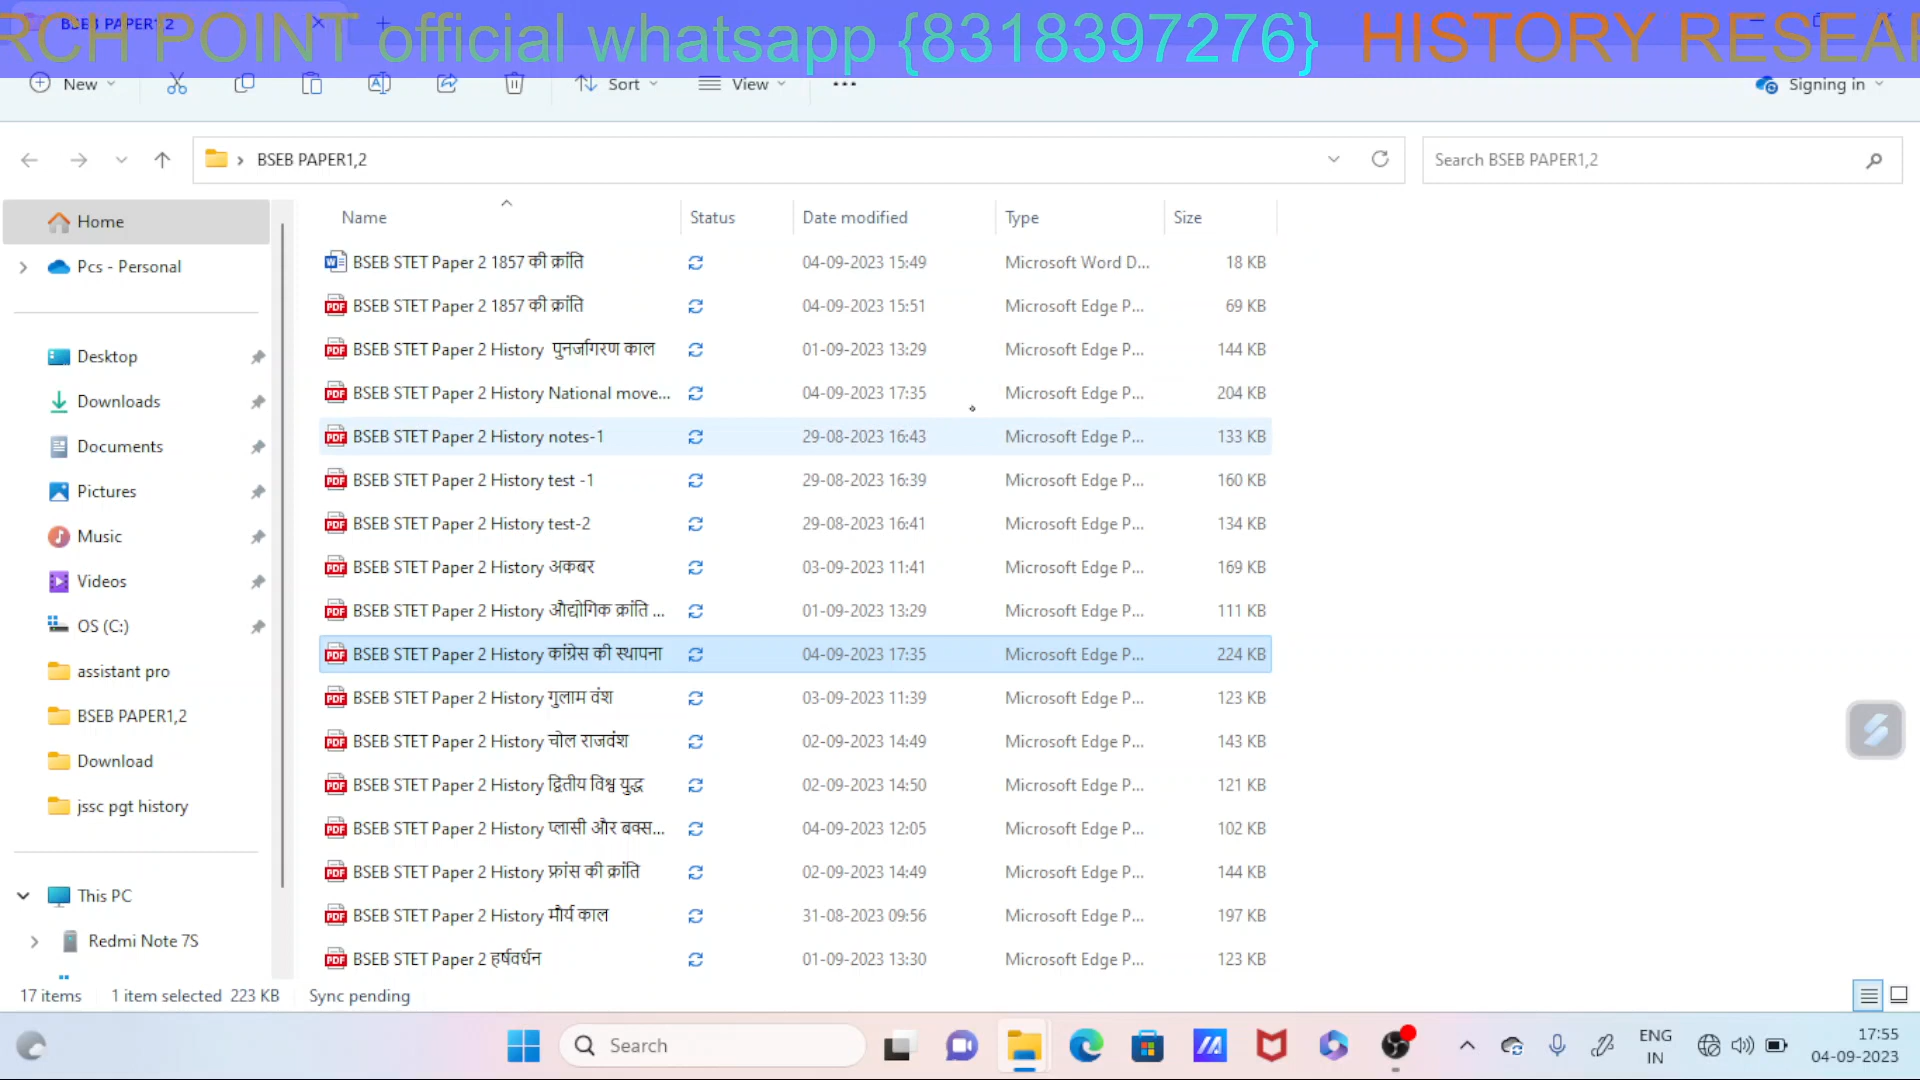 BSEB PAPER1,2
RCH POINT official whatsapp {8318397276} HISTORY RESEA
New
Sort
View
Signing in
BSEB PAPER1,2
Search BSEB PAPER1,2
Name Status Date modified Type Size
Home
Pcs - Personal
Desktop
Downloads
Documents
Pictures
Music
Videos
OS (C:)
assistant pro
BSEB PAPER1,2
Download
jssc pgt history
This PC
Redmi Note 7S
BSEB STET Paper 2 1857 की क्रांति 04-09-2023 15:49 Microsoft Word D... 18 KB
BSEB STET Paper 2 1857 की क्रांति 04-09-2023 15:51 Microsoft Edge P... 69 KB
BSEB STET Paper 2 History पुनर्जागरण काल 01-09-2023 13:29 Microsoft Edge P... 144 KB
BSEB STET Paper 2 History National move... 04-09-2023 17:35 Microsoft Edge P... 204 KB
BSEB STET Paper 2 History notes-1 29-08-2023 16:43 Microsoft Edge P... 133 KB
BSEB STET Paper 2 History test -1 29-08-2023 16:39 Microsoft Edge P... 160 KB
BSEB STET Paper 2 History test-2 29-08-2023 16:41 Microsoft Edge P... 134 KB
BSEB STET Paper 2 History अकबर 03-09-2023 11:41 Microsoft Edge P... 169 KB
BSEB STET Paper 2 History औद्योगिक क्रांति ... 01-09-2023 13:29 Microsoft Edge P... 111 KB
BSEB STET Paper 2 History कांग्रेस की स्थापना 04-09-2023 17:35 Microsoft Edge P... 224 KB
BSEB STET Paper 2 History गुलाम वंश 03-09-2023 11:39 Microsoft Edge P... 123 KB
BSEB STET Paper 2 History चोल राजवंश 02-09-2023 14:49 Microsoft Edge P... 143 KB
BSEB STET Paper 2 History द्वितीय विश्व युद्ध 02-09-2023 14:50 Microsoft Edge P... 121 KB
BSEB STET Paper 2 History प्लासी और बक्स... 04-09-2023 12:05 Microsoft Edge P... 102 KB
BSEB STET Paper 2 History फ्रांस की क्रांति 02-09-2023 14:49 Microsoft Edge P... 144 KB
BSEB STET Paper 2 History मौर्य काल 31-08-2023 09:56 Microsoft Edge P... 197 KB
BSEB STET Paper 2 हर्षवर्धन 01-09-2023 13:30 Microsoft Edge P... 123 KB
17 items 1 item selected 223 KB Sync pending
Search
ENG
IN
17:55
04-09-2023